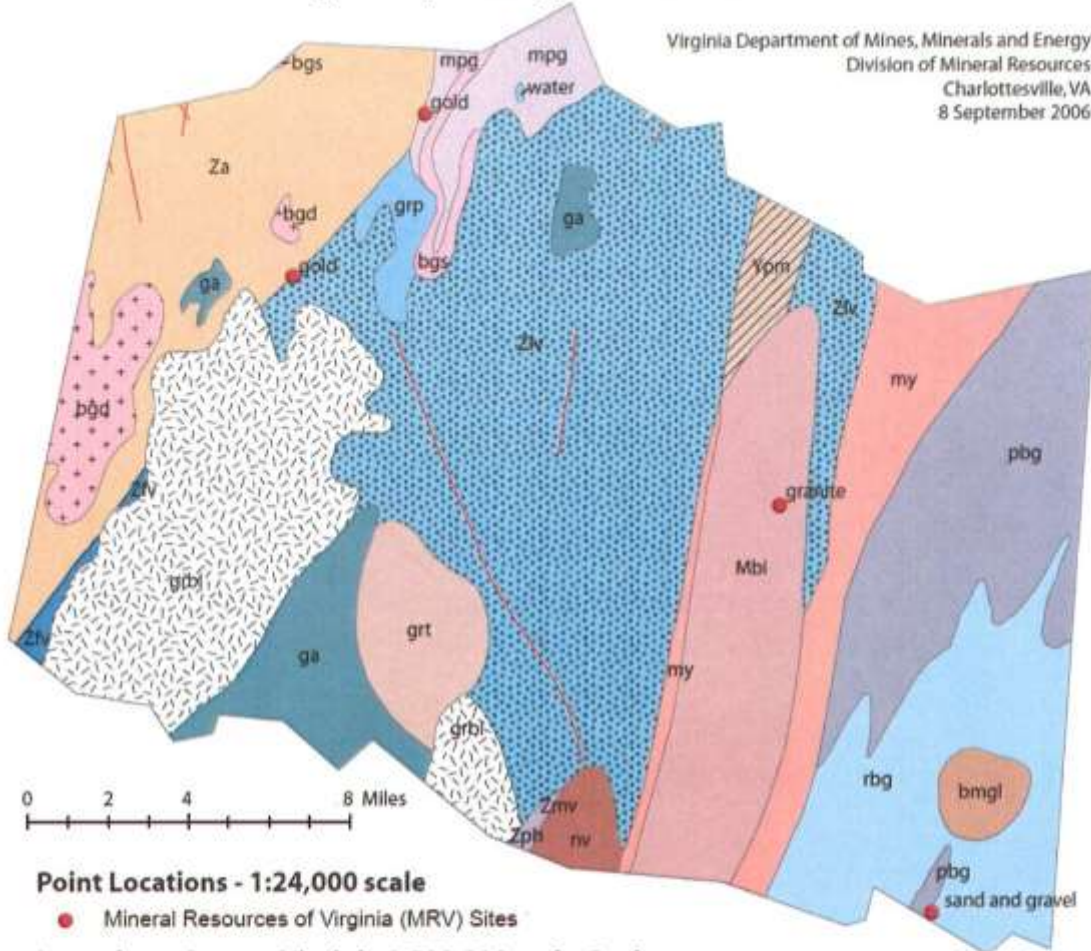 Virginia Department of Mines, Minerals and Energy
Division of Mineral Resources
Charlottesville, VA
8 September 2006
bgs
mpg
mpg
water
gold
Za
bgd
grp
ga
gold
bgs
ga
Ypm
Zlv
Zlv
my
bgd
pbg
Zfv
granite
grbl
Mbl
Zfv
ga
grt
my
grbl
rbg
bmgl
Zmv
Zph
nv
pbg
sand and gravel
0 2 4 8 Miles
Point Locations - 1:24,000 scale
Mineral Resources of Virginia (MRV) Sites